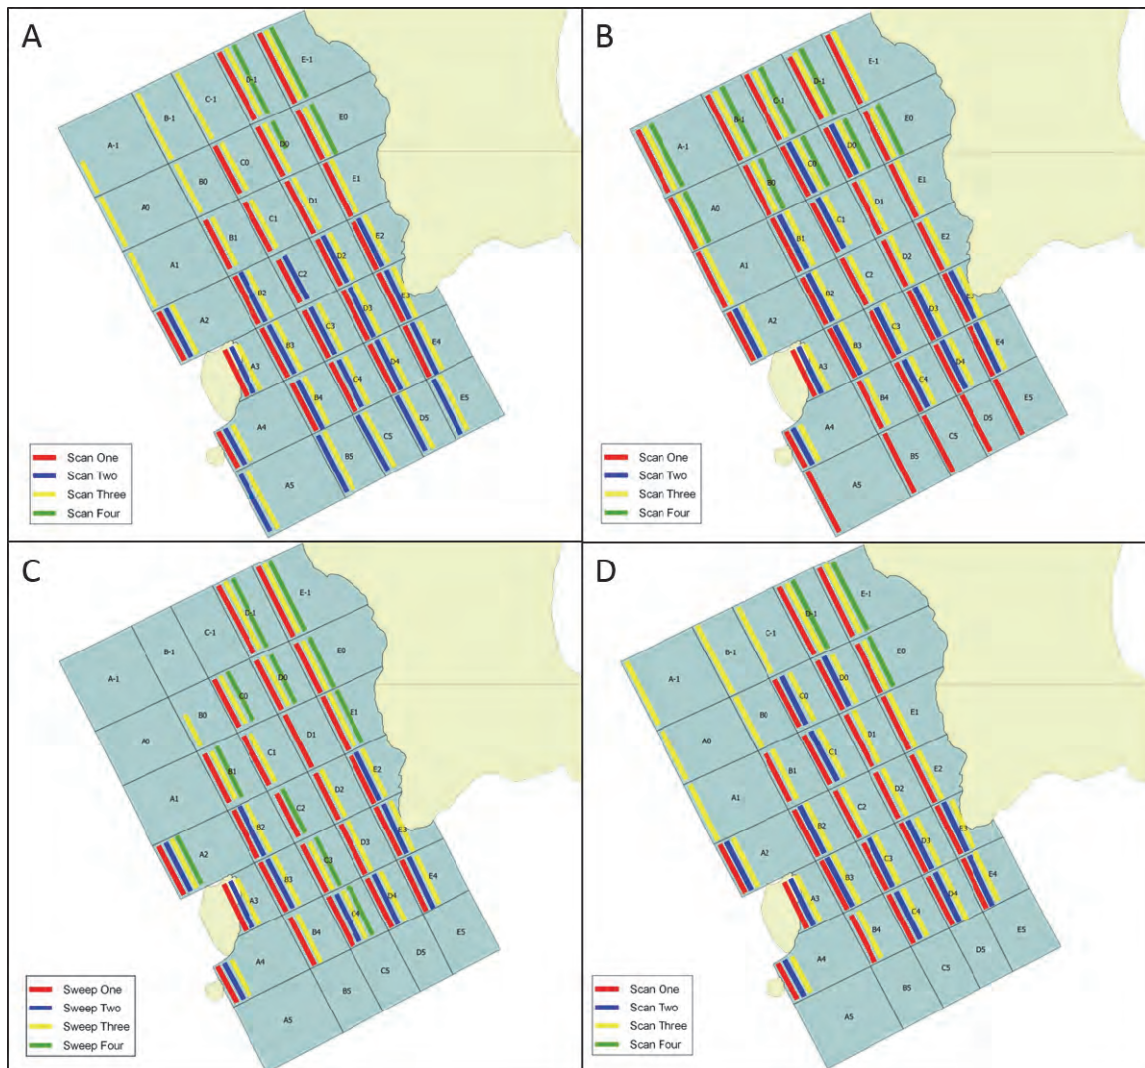 A
E-1
D-1
C-1
B-1
A-1
E0
D0
C0
B0
A0
E1
D1
C1
B1
A1
E2
D2
C2
B2
A2
E3
D3
C3
B3
A3
E4
D4
C4
B4
A4
E5
D5
C5
B5
A5
Scan One
Scan Two
Scan Three
Scan Four
B
E-1
D-1
C-1
B-1
A-1
E0
D0
C0
B0
A0
E1
D1
C1
B1
A1
E2
D2
C2
B2
A2
D3
C3
B3
A3
E4
D4
C4
B4
A4
E5
D5
C5
B5
A5
Scan One
Scan Two
Scan Three
Scan Four
C
E-1
D-1
C-1
B-1
A-1
E0
D0
C0
B0
A0
E1
D1
C1
B1
A1
E2
D2
C2
B2
A2
E3
D3
C3
B3
A3
E4
D4
C4
B4
A4
E5
D5
C5
B5
A5
Sweep One
Sweep Two
Sweep Three
Sweep Four
D
E-1
D-1
C-1
B-1
A-1
E0
D0
C0
B0
A0
E1
D1
C1
B1
A1
E2
D2
C2
B2
A2
E3
D3
C3
B3
A3
E4
D4
C4
B4
A4
E5
D5
C5
B5
A5
Scan One
Scan Two
Scan Three
Scan Four